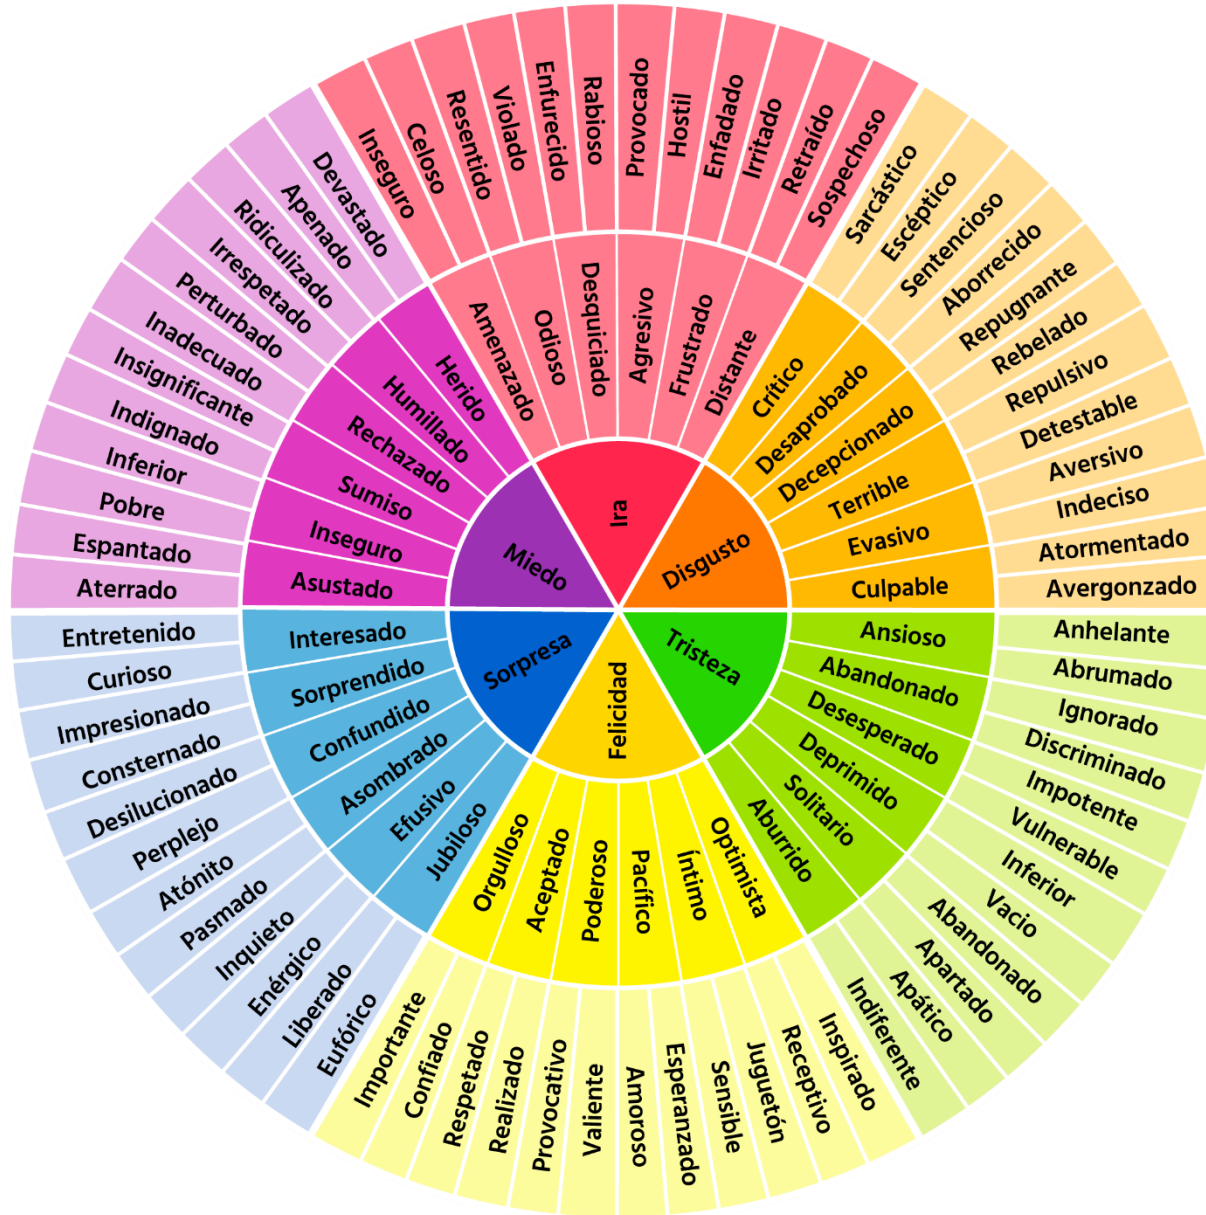 Ira
Disgusto
Tristeza
Felicidad
Sorpresa
Miedo
Amenazado
Odioso
Desquiciado
Agresivo
Frustrado
Distante
Crítico
Desaprobado
Decepcionado
Terrible
Evasivo
Culpable
Ansioso
Abandonado
Desesperado
Deprimido
Solitario
Aburrido
Optimista
Íntimo
Pacífico
Poderoso
Aceptado
Orgulloso
Jubiloso
Efusivo
Asombrado
Confundido
Sorprendido
Interesado
Asustado
Inseguro
Sumiso
Rechazado
Humillado
Herido
Inseguro
Celoso
Resentido
Violado
Enfurecido
Rabioso
Provocado
Hostil
Enfadado
Irritado
Retraído
Sospechoso
Sarcástico
Escéptico
Sentencioso
Aborrecido
Repugnante
Rebelado
Repulsivo
Detestable
Aversivo
Indeciso
Atormentado
Avergonzado
Anhelante
Abrumado
Ignorado
Discriminado
Impotente
Vulnerable
Inferior
Vacio
Abandonado
Apartado
Apático
Indiferente
Inspirado
Receptivo
Juguetón
Sensible
Esperanzado
Amoroso
Valiente
Provocativo
Realizado
Respetado
Confiado
Importante
Eufórico
Liberado
Enérgico
Inquieto
Pasmado
Atónito
Perplejo
Desilucionado
Consternado
Impresionado
Curioso
Entretenido
Aterrado
Espantado
Pobre
Inferior
Indignado
Insignificante
Inadecuado
Perturbado
Irrespetado
Ridiculizado
Apenado
Devastado